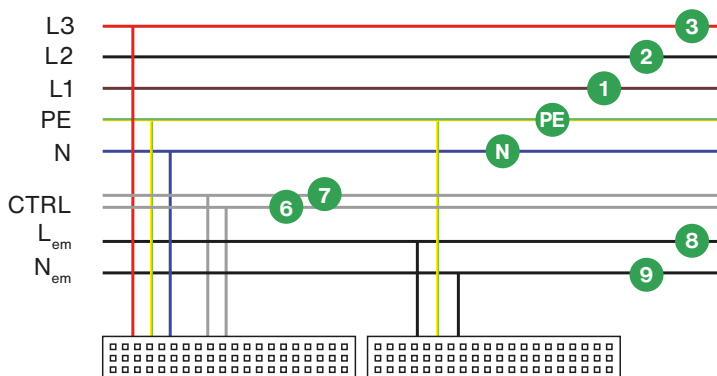 L3 3
L2 2
L1 1
PE PE
N N
7
CTRL 6
Lem 8
Nem 9